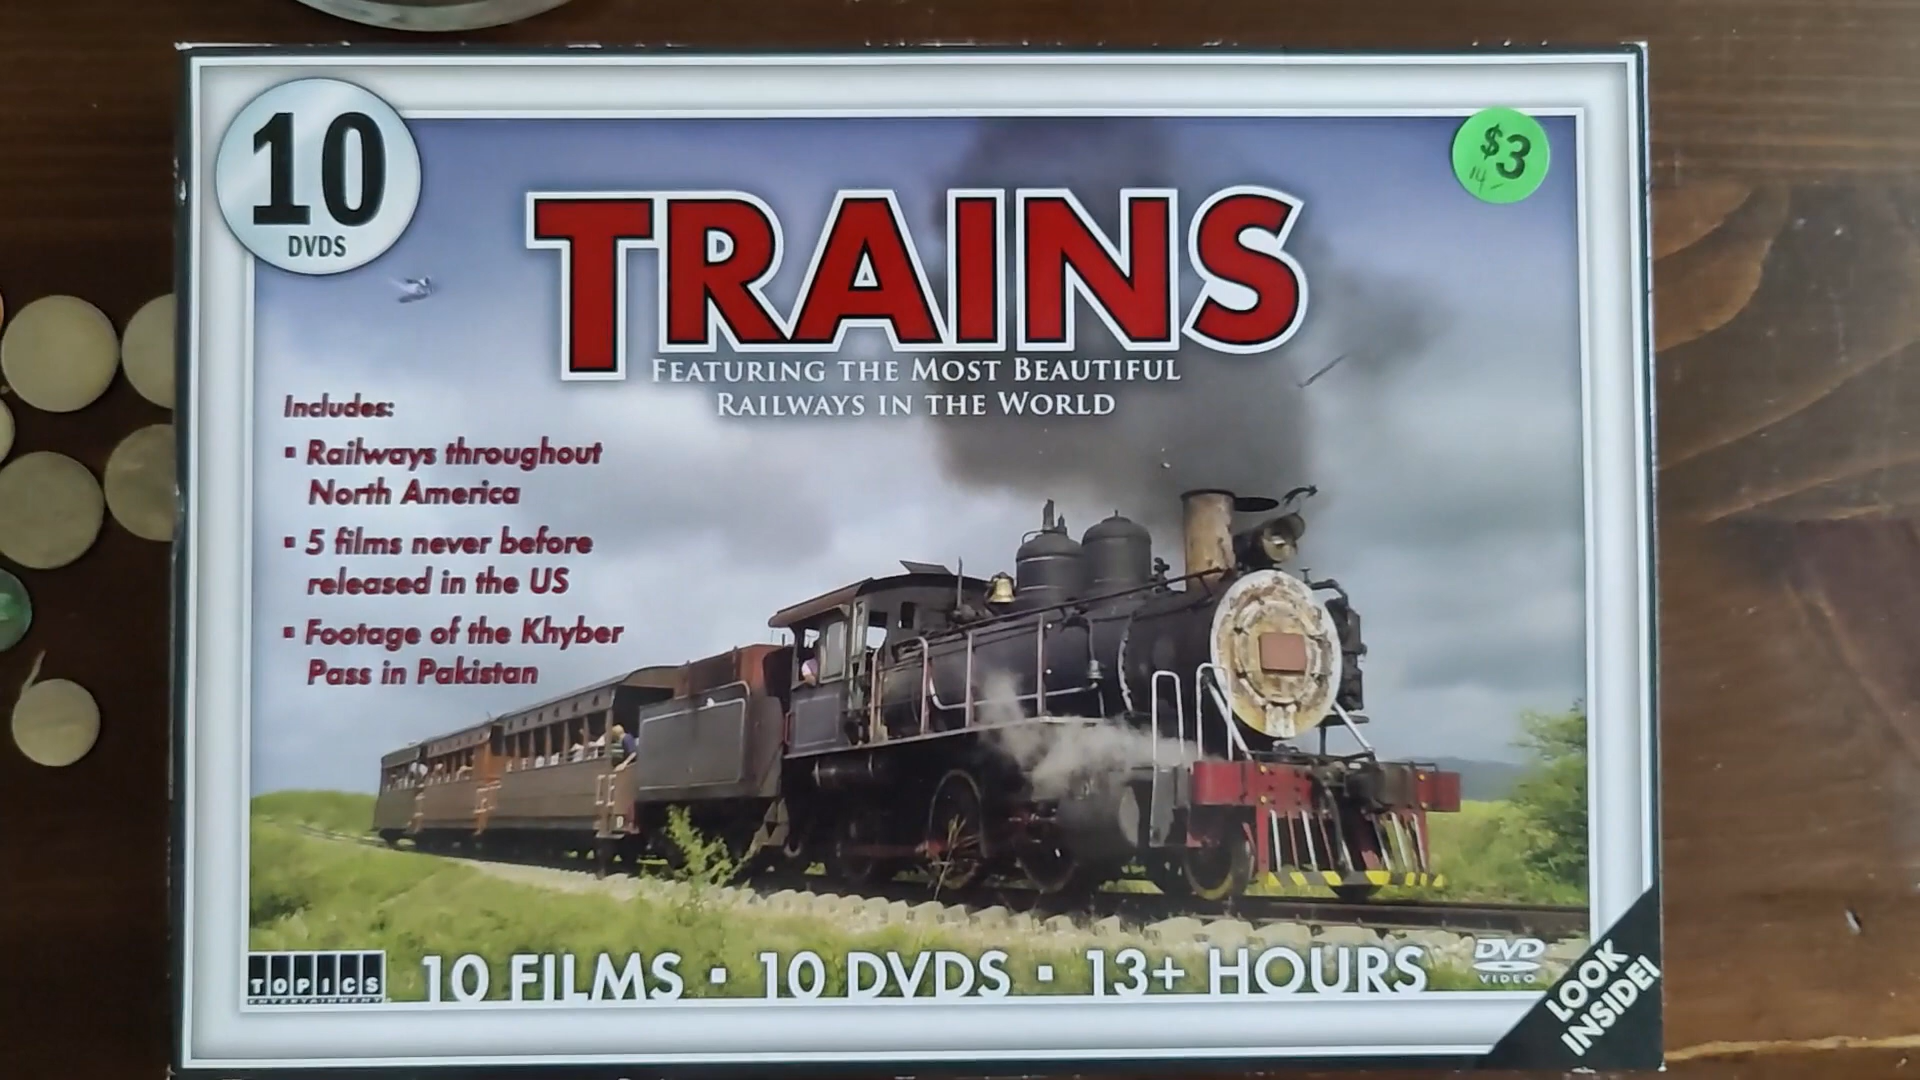 10
DVDS
$3
14-
TRAINS
FEATURING THE MOST BEAUTIFUL
RAILWAYS IN THE WORLD
Includes:
▪ Railways throughout
North America
▪ 5 films never before
released in the US
▪ Footage of the Khyber
Pass in Pakistan
TOPICS
ENTERTAINMENT
10 FILMS ▪ 10 DVDS ▪ 13+ HOURS
DVD
VIDEO
LOOK
INSIDE!